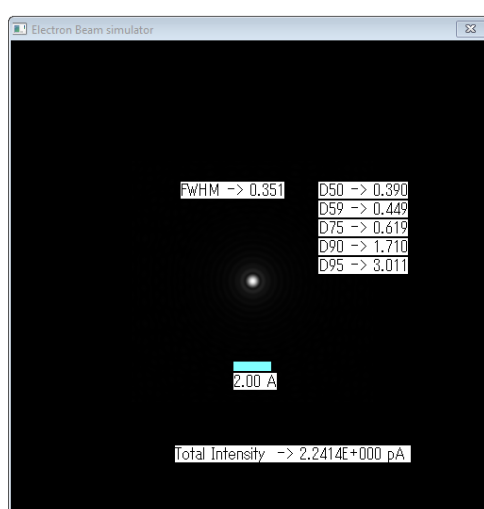 Electron Beam simulator
FWHM -> 0.351
D50 -> 0.390
D59 -> 0.449
D75 -> 0.619
D90 -> 1.710
D95 -> 3.011
2.00 A
Total Intensity -> 2.2414E+000 pA